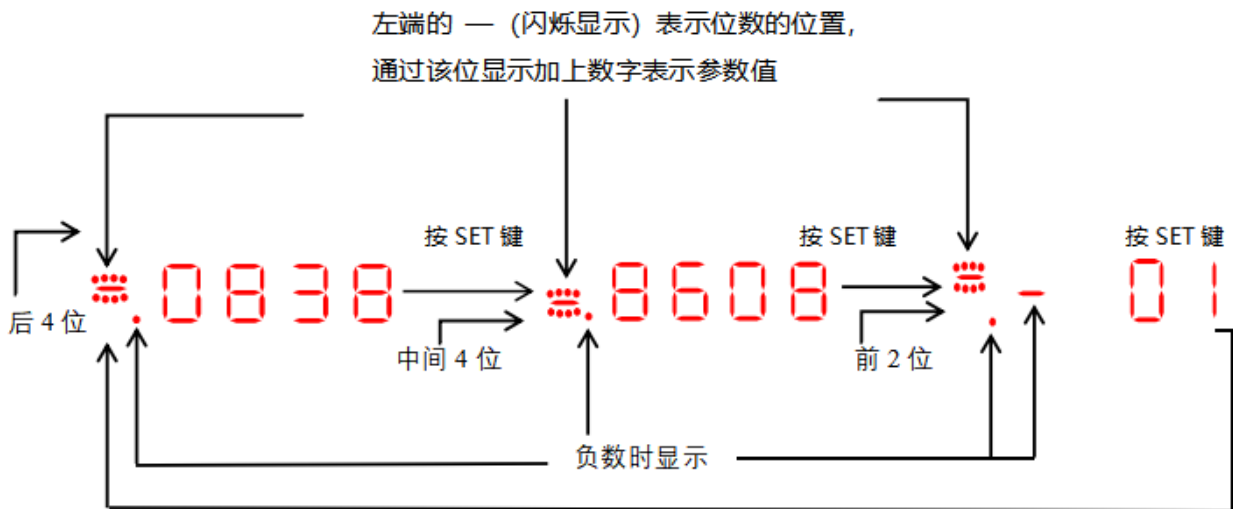 左端的 — (闪烁显示) 表示位数的位置,
通过该位显示加上数字表示参数值
按 SET 键
按 SET 键
按 SET 键
0838
8608
- 01
后 4 位
中间 4 位
前 2 位
负数时显示